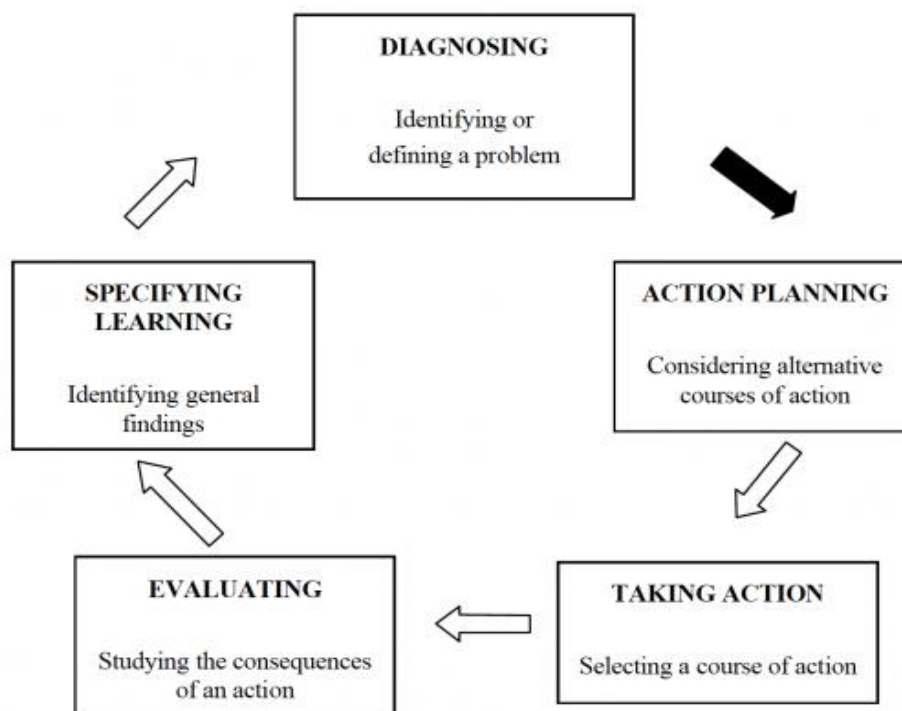 DIAGNOSING
Identifying or
defining a problem
ACTION PLANNING
Considering alternative
courses of action
TAKING ACTION
Selecting a course of action
EVALUATING
Studying the consequences
of an action
SPECIFYING
LEARNING
Identifying general
findings